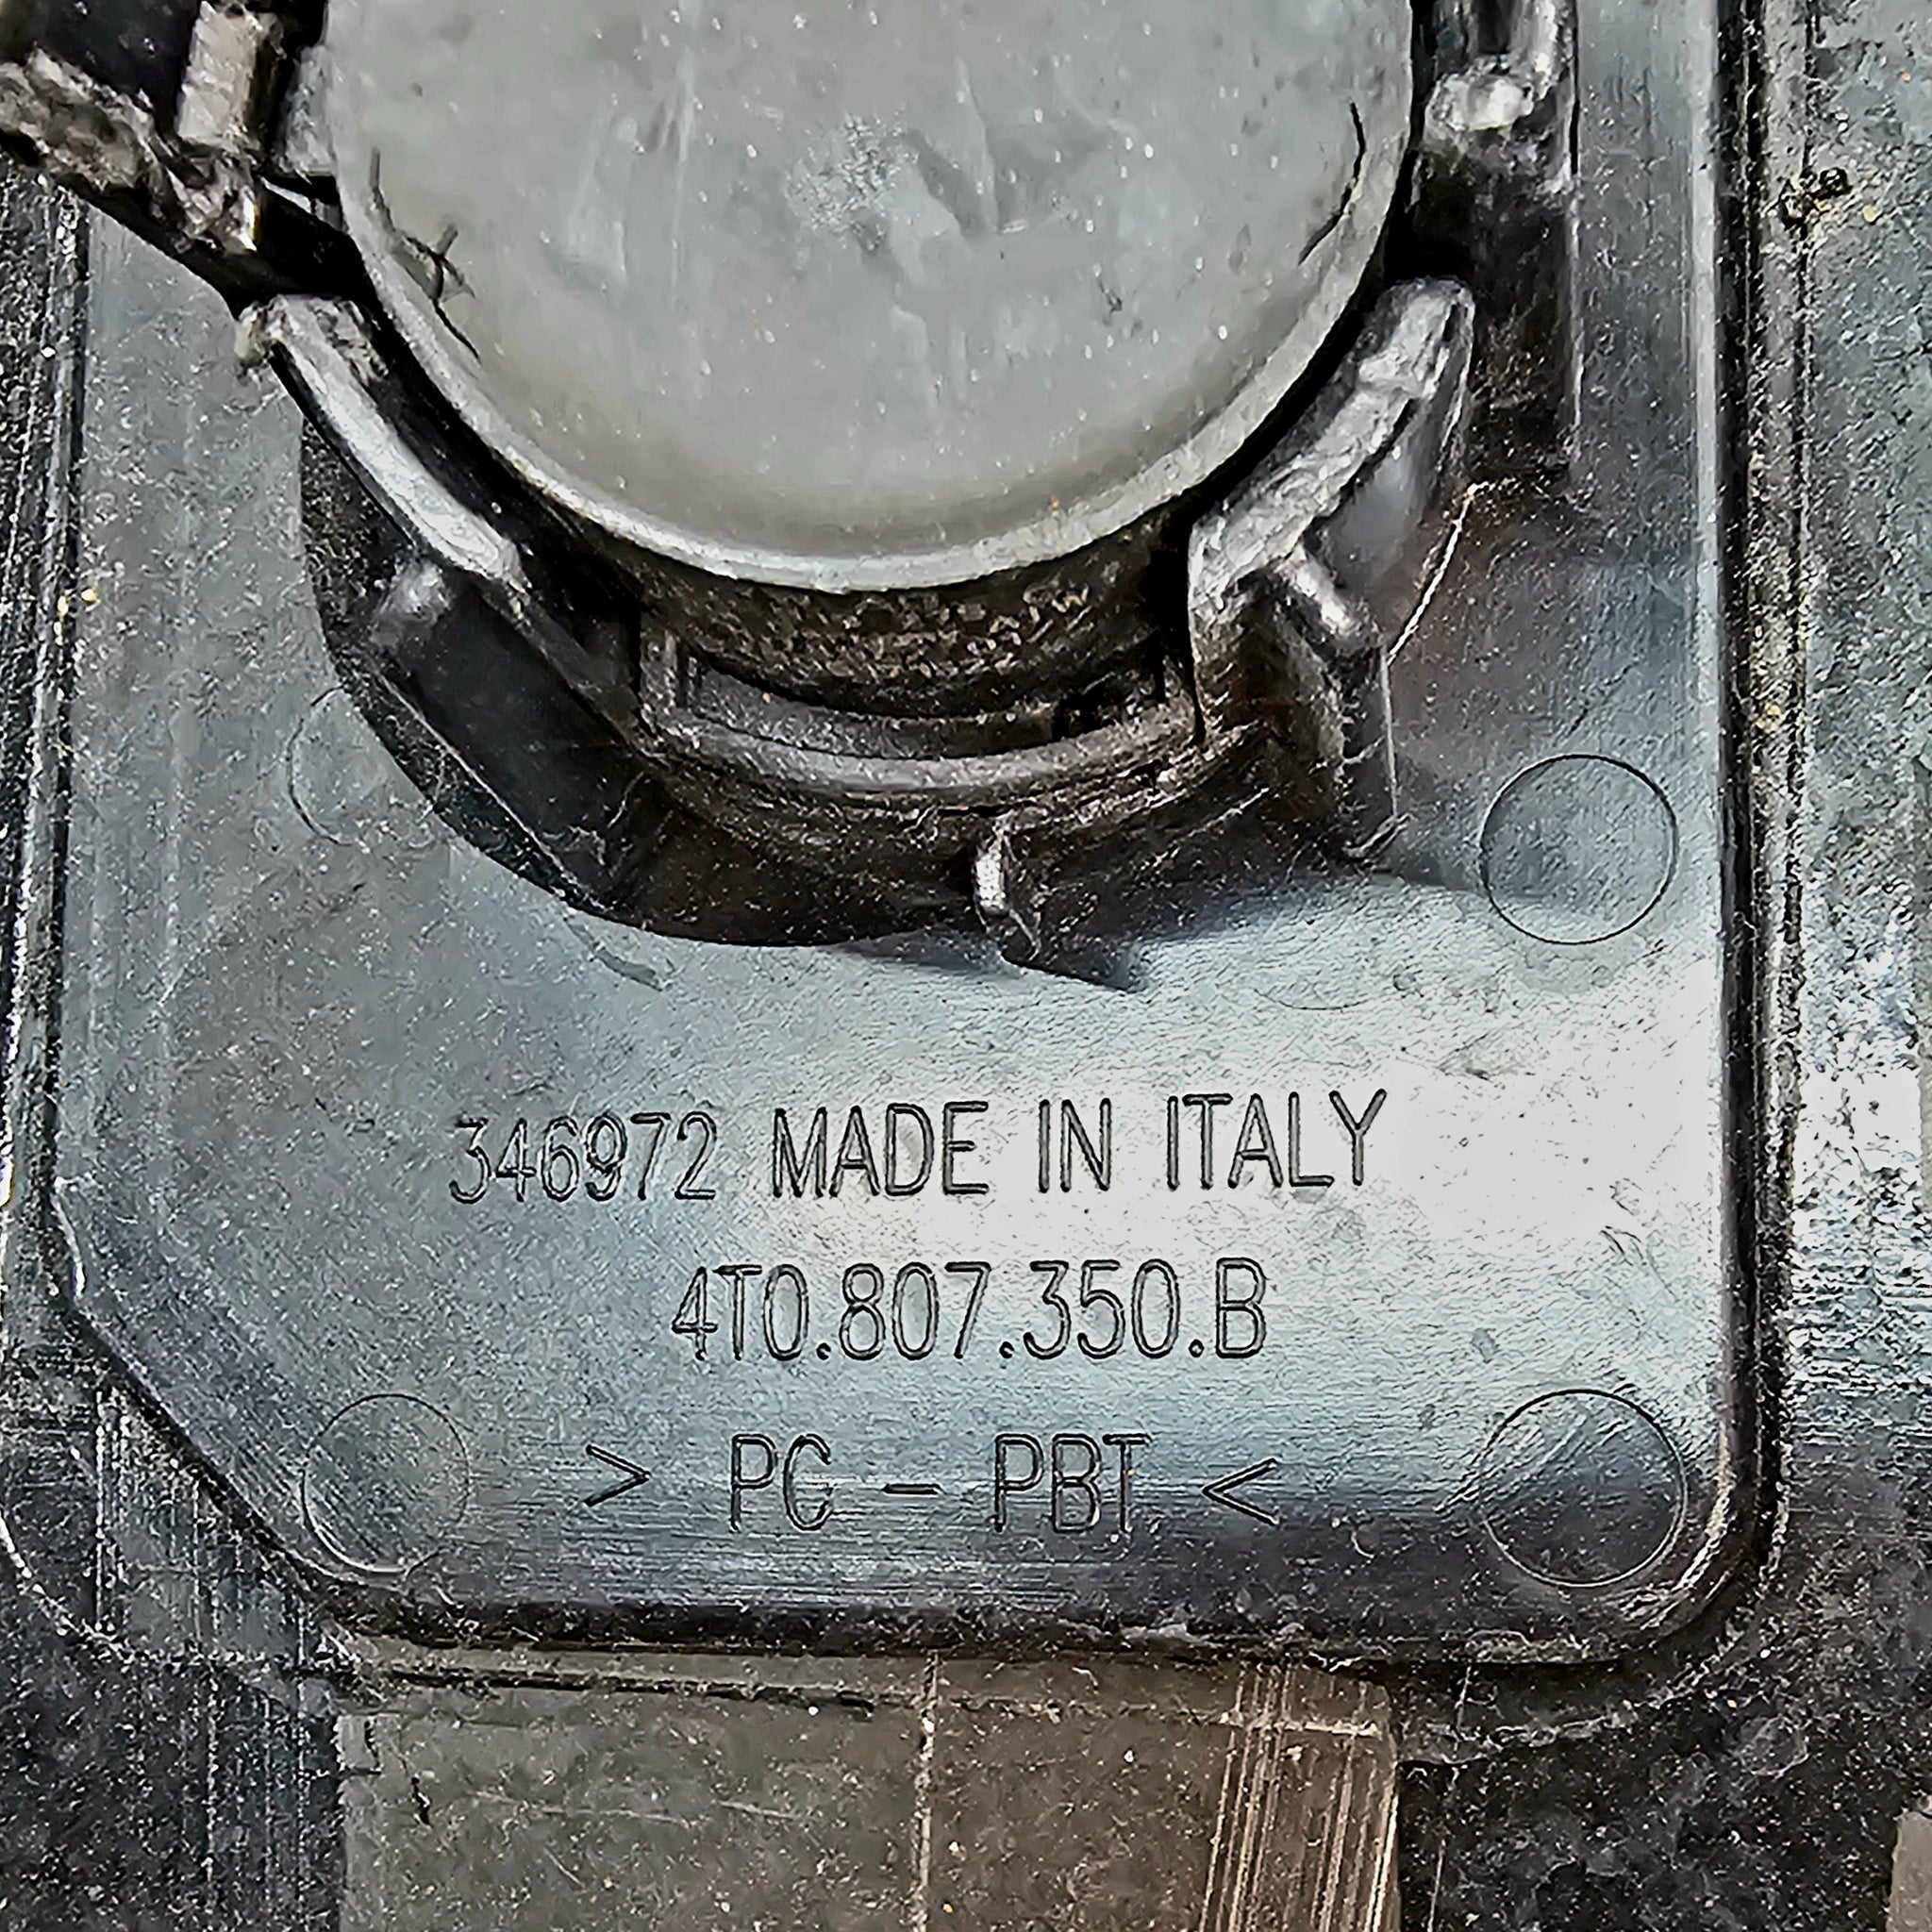 346972 MADE IN ITALY
4T0.807.350.B
> PC - PBT <